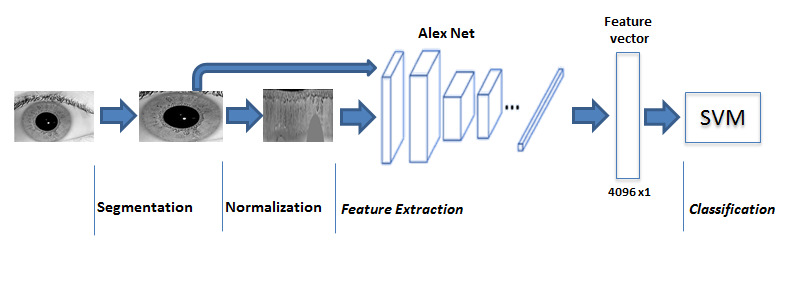 Alex Net
Feature
vector
...
SVM
4096 x1
Segmentation
Normalization
Feature Extraction
Classification